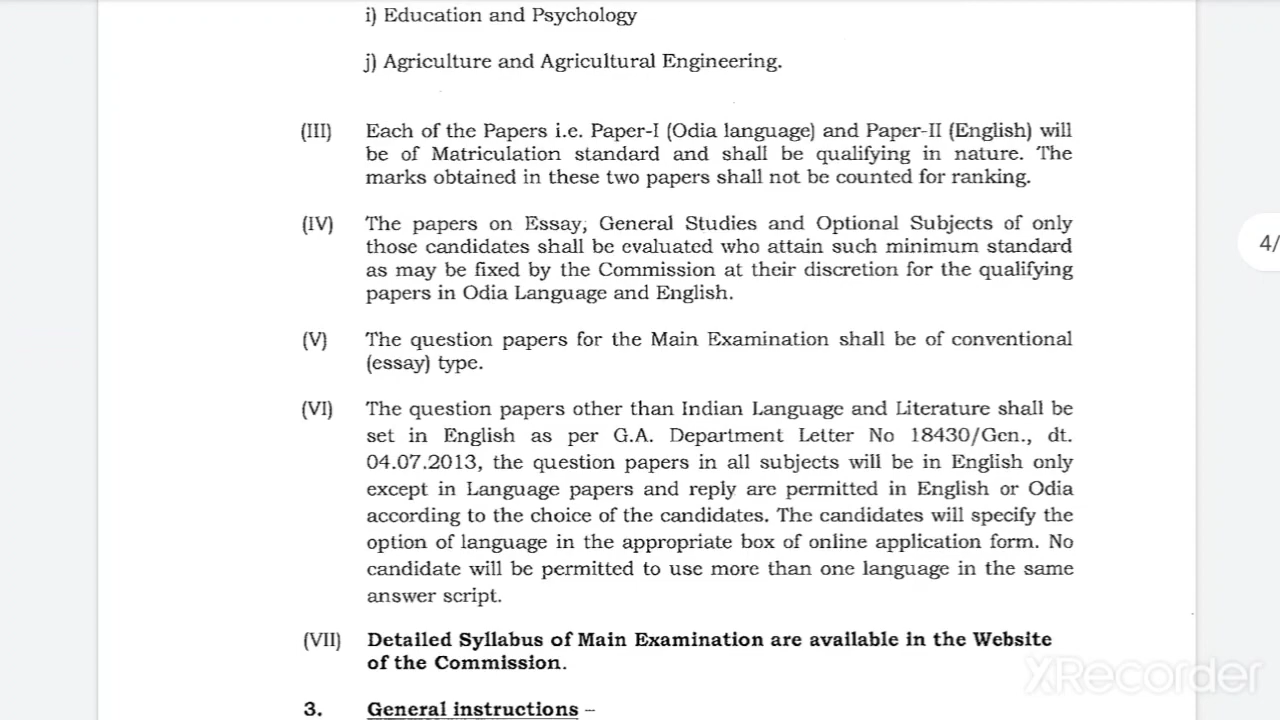 i) Education and Psychology
j) Agriculture and Agricultural Engineering.
(III) Each of the Papers i.e. Paper-I (Odia language) and Paper-II (English) will
be of Matriculation standard and shall be qualifying in nature. The
marks obtained in these two papers shall not be counted for ranking.
(IV) The papers on Essay, General Studies and Optional Subjects of only
those candidates shall be evaluated who attain such minimum standard
as may be fixed by the Commission at their discretion for the qualifying
papers in Odia Language and English.
4/
(V) The question papers for the Main Examination shall be of conventional
(essay) type.
(VI) The question papers other than Indian Language and Literature shall be
set in English as per G.A. Department Letter No 18430/Gen., dt.
04.07.2013, the question papers in all subjects will be in English only
except in Language papers and reply are permitted in English or Odia
according to the choice of the candidates. The candidates will specify the
option of language in the appropriate box of online application form. No
candidate will be permitted to use more than one language in the same
answer script.
(VII) Detailed Syllabus of Main Examination are available in the Website
of the Commission.
XRecorder
3. General instructions –